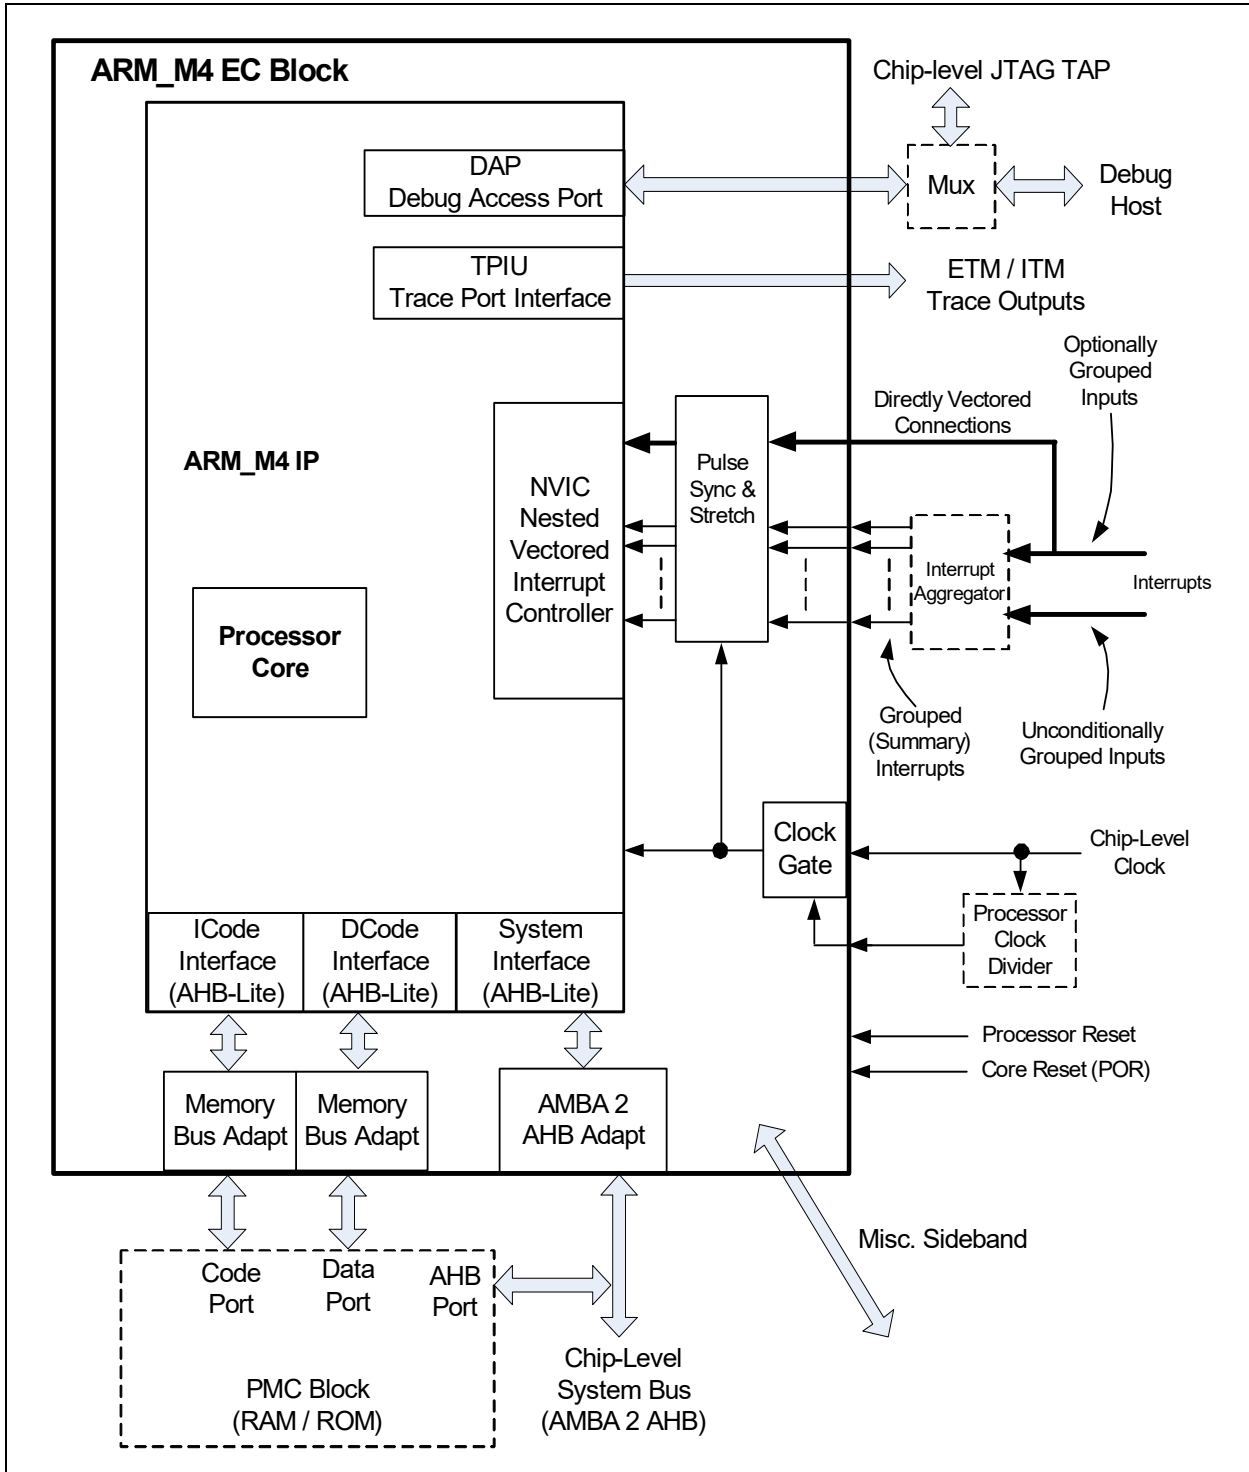 ARM_M4 EC Block
Chip-level JTAG TAP
DAP
Debug Access Port
Mux
Debug
Host
TPIU
Trace Port Interface
ETM / ITM
Trace Outputs
Optionally
Grouped
Inputs
Directly Vectored
Connections
ARM_M4 IP
NVIC
Nested
Vectored
Interrupt
Controller
Pulse
Sync &
Stretch
Interrupt
Aggregator
Interrupts
Processor
Core
Grouped
(Summary)
Interrupts
Unconditionally
Grouped Inputs
Clock
Gate
Chip-Level
Clock
Processor
Clock
Divider
ICode
Interface
(AHB-Lite)
DCode
Interface
(AHB-Lite)
System
Interface
(AHB-Lite)
Processor Reset
Core Reset (POR)
Memory
Bus Adapt
Memory
Bus Adapt
AMBA 2
AHB Adapt
Misc. Sideband
Code
Port
Data
Port
AHB
Port
PMC Block
(RAM / ROM)
Chip-Level
System Bus
(AMBA 2 AHB)